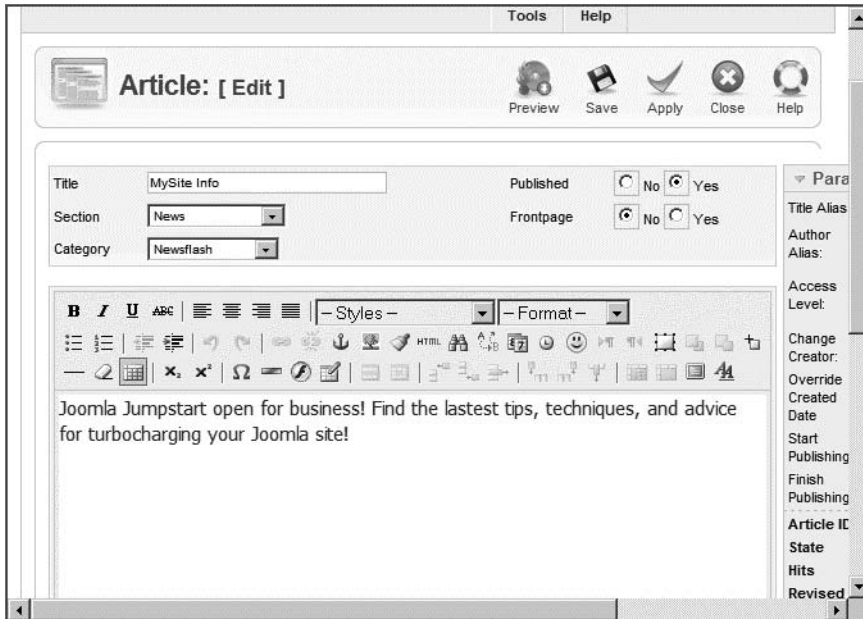 Tools Help
Article: [ Edit ]
Preview Save Apply Close Help
Title MySite Info Published No Yes
Para
Section News Frontpage No Yes
Title Alias
Category Newsflash
Author
Alias:
Access
Level:
B I U ABC – Styles – – Format –
HTML
Change
Creator:
Override
Created
Date
Joomla Jumpstart open for business! Find the lastest tips, techniques, and advice
for turbocharging your Joomla site!
Start
Publishing
Finish
Publishing
Article ID
State
Hits
Revised